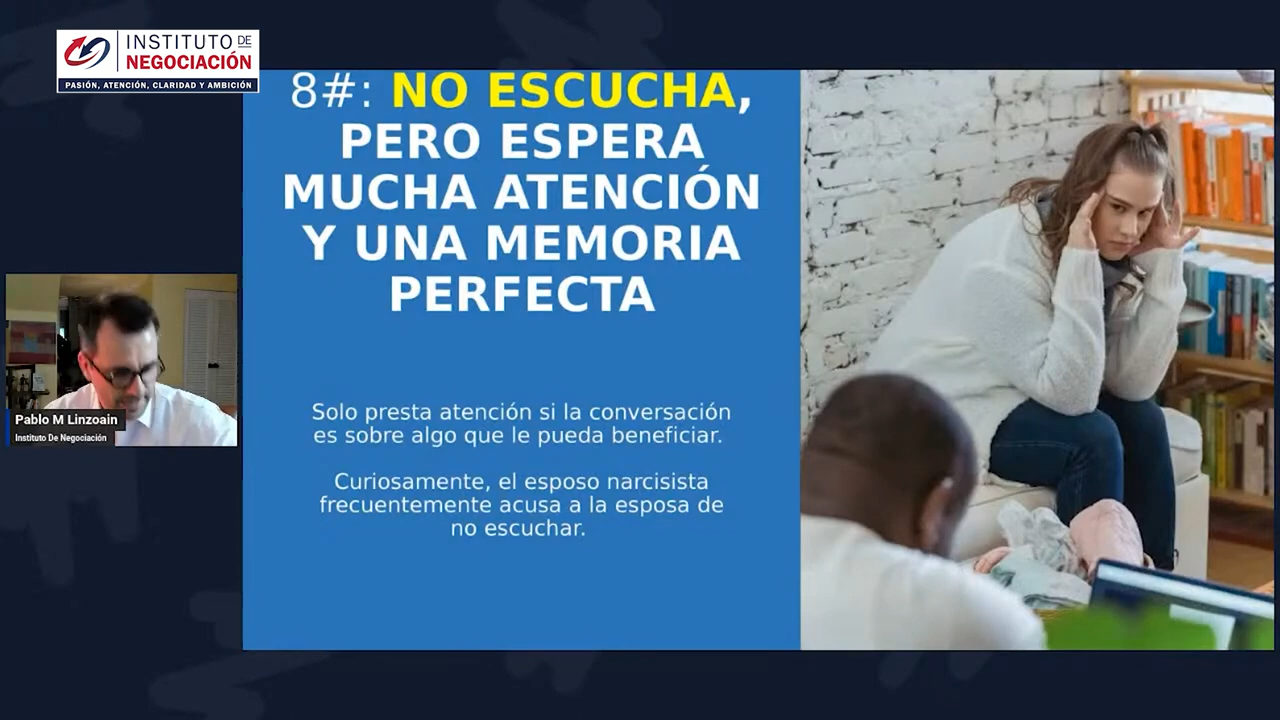 INSTITUTO DE
NEGOCIACIÓN
PASIÓN, ATENCIÓN, CLARIDAD Y AMBICIÓN
8#: NO ESCUCHA,
PERO ESPERA
MUCHA ATENCIÓN
Y UNA MEMORIA
PERFECTA
Solo presta atención si la conversación
es sobre algo que le pueda beneficiar.
Curiosamente, el esposo narcisista
frecuentemente acusa a la esposa de
no escuchar.
Pablo M Linzoain
Instituto De Negociación